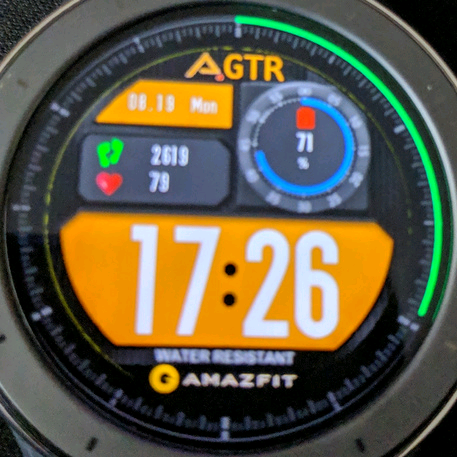 AGTR
08.19 Mon
71
%
2619
79
17:26
WATER RESISTANT
AMAZFIT